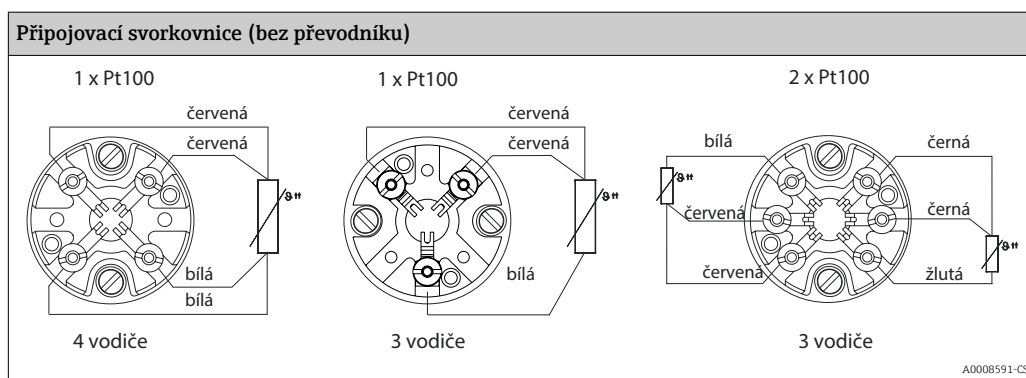 Připojovací svorkovnice (bez převodníku)
1 x Pt100
1 x Pt100
2 x Pt100
červená
červená
bílá
bílá
4 vodiče
červená
červená
bílá
3 vodiče
bílá
červená
červená
černá
černá
žlutá
3 vodiče
A0008591-CS